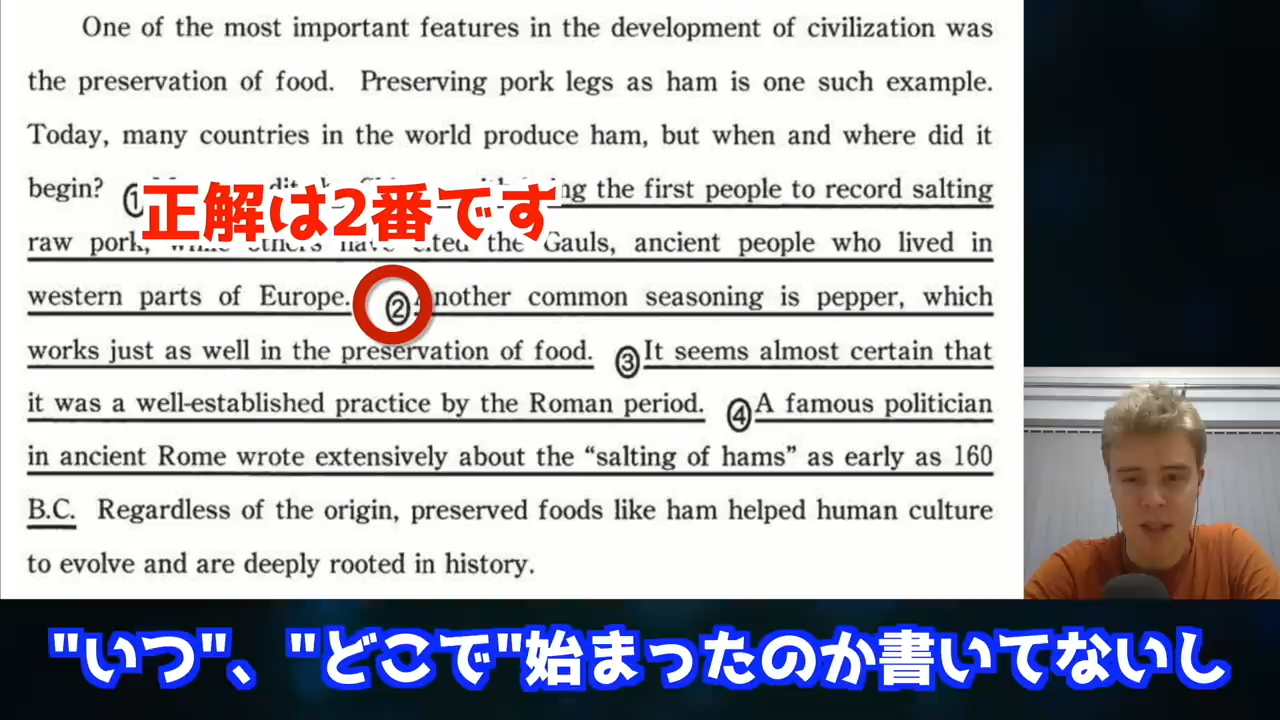 One of the most important features in the development of civilization was
the preservation of food. Preserving pork legs as ham is one such example.
Today, many countries in the world produce ham, but when and where did it
begin? ① the first people to record salting
正解は2番です
raw pork, the Gauls, ancient people who lived in
western parts of Europe. ②Another common seasoning is pepper, which
works just as well in the preservation of food. ③It seems almost certain that
it was a well-established practice by the Roman period. ④A famous politician
in ancient Rome wrote extensively about the “salting of hams” as early as 160
B.C. Regardless of the origin, preserved foods like ham helped human culture
to evolve and are deeply rooted in history.
"いつ"、"どこで"始まったのか書いてないし